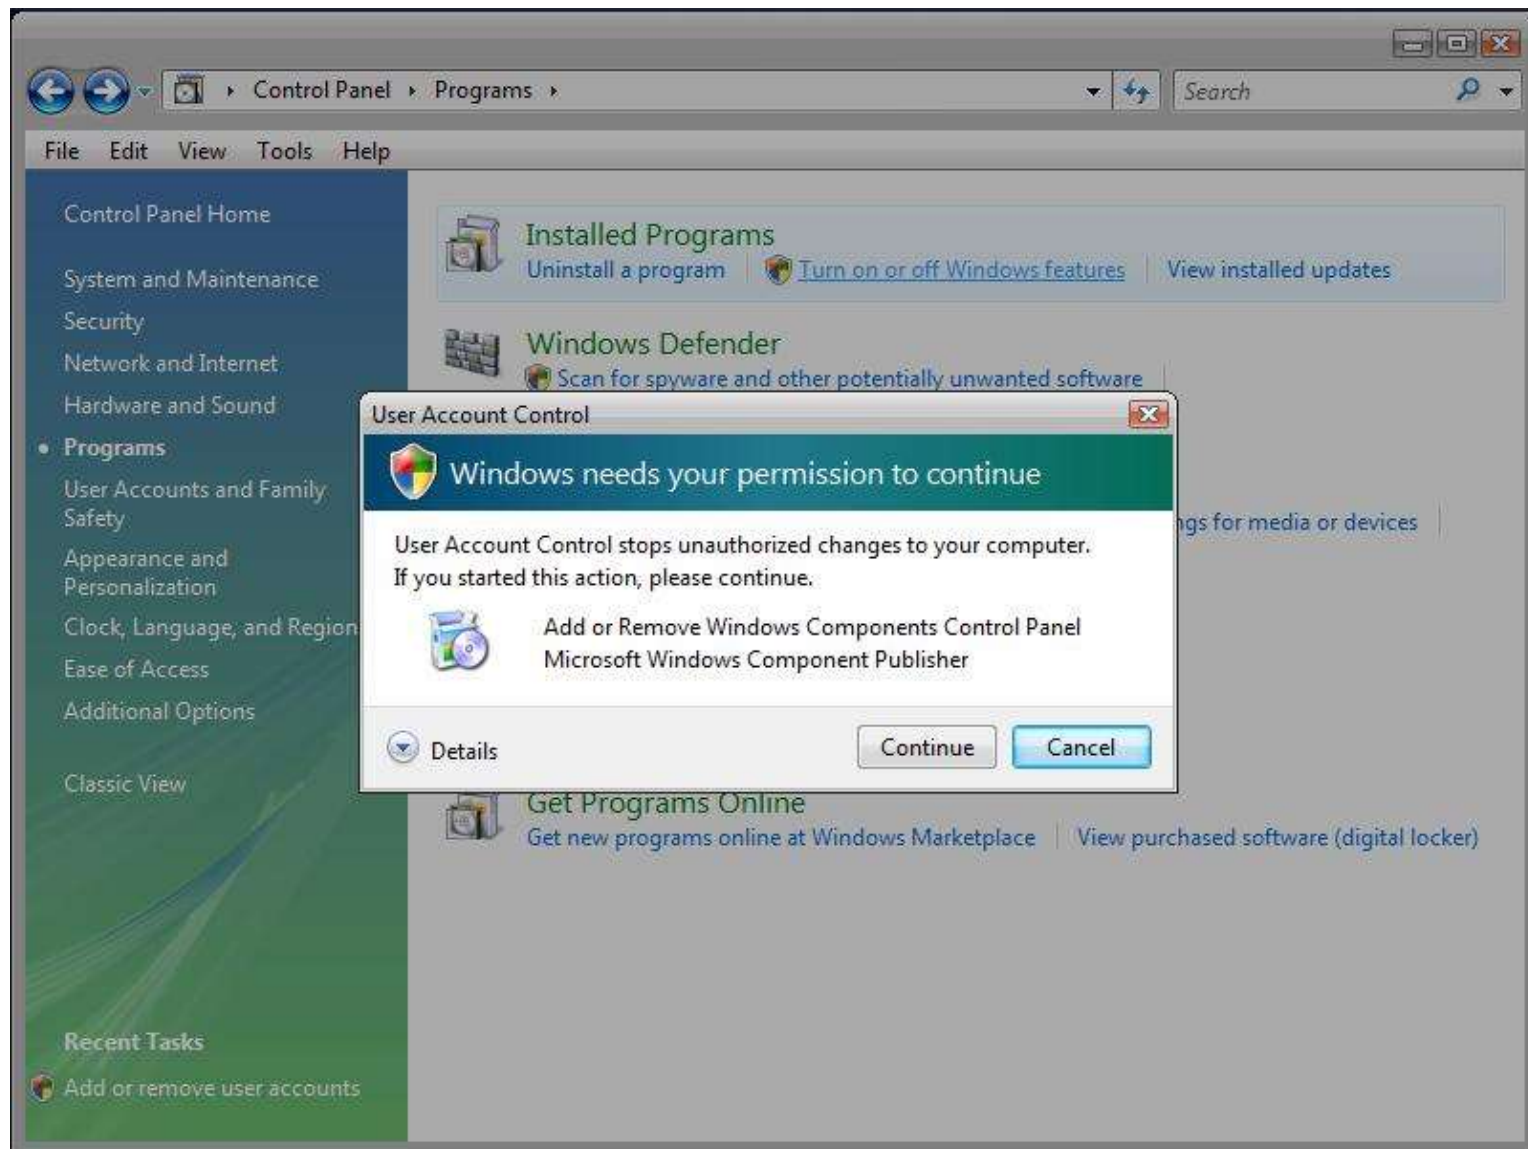 Control Panel Programs
Search
File Edit View Tools Help
Control Panel Home
System and Maintenance
Security
Network and Internet
Hardware and Sound
Programs
User Accounts and Family
Safety
Appearance and
Personalization
Clock, Language, and Region
Ease of Access
Additional Options
Classic View
Recent Tasks
Add or remove user accounts
Installed Programs
Uninstall a program Turn on or off Windows features View installed updates
Windows Defender
Scan for spyware and other potentially unwanted software
ngs for media or devices
Get Programs Online
Get new programs online at Windows Marketplace View purchased software (digital locker)
User Account Control
Windows needs your permission to continue
User Account Control stops unauthorized changes to your computer.
If you started this action, please continue.
Add or Remove Windows Components Control Panel
Microsoft Windows Component Publisher
Details Continue Cancel